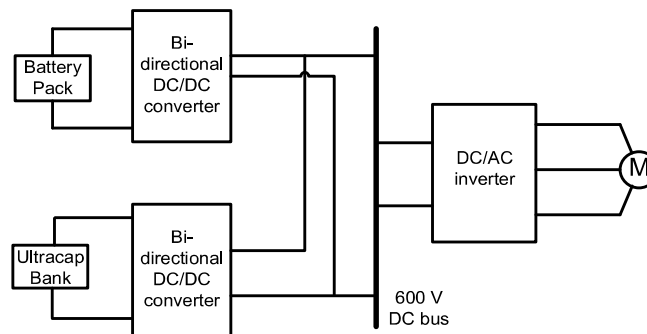 Battery
Pack
Bi-
directional
DC/DC
converter
DC/AC
inverter
M
Ultracap
Bank
Bi-
directional
DC/DC
converter
600 V
DC bus